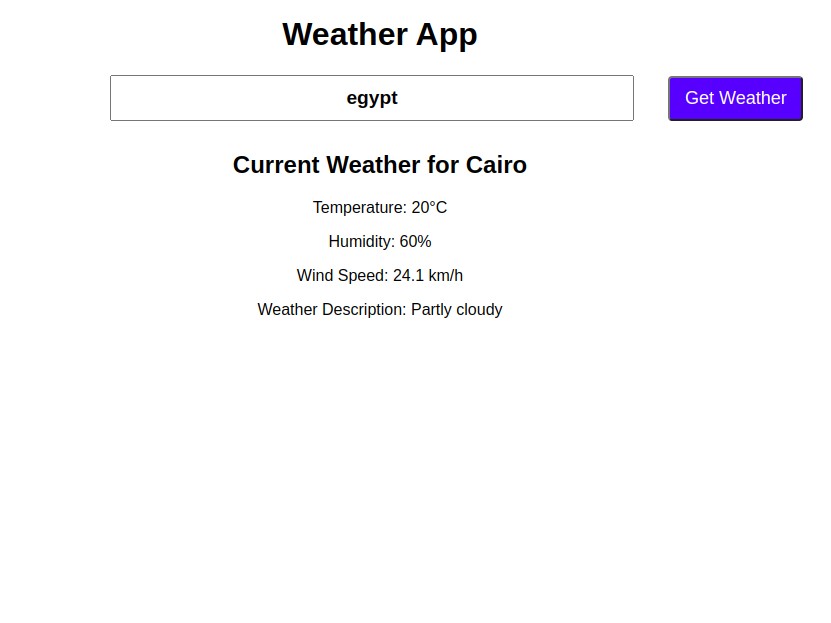 Weather App
egypt
Get Weather
Current Weather for Cairo
Temperature: 20°C
Humidity: 60%
Wind Speed: 24.1 km/h
Weather Description: Partly cloudy